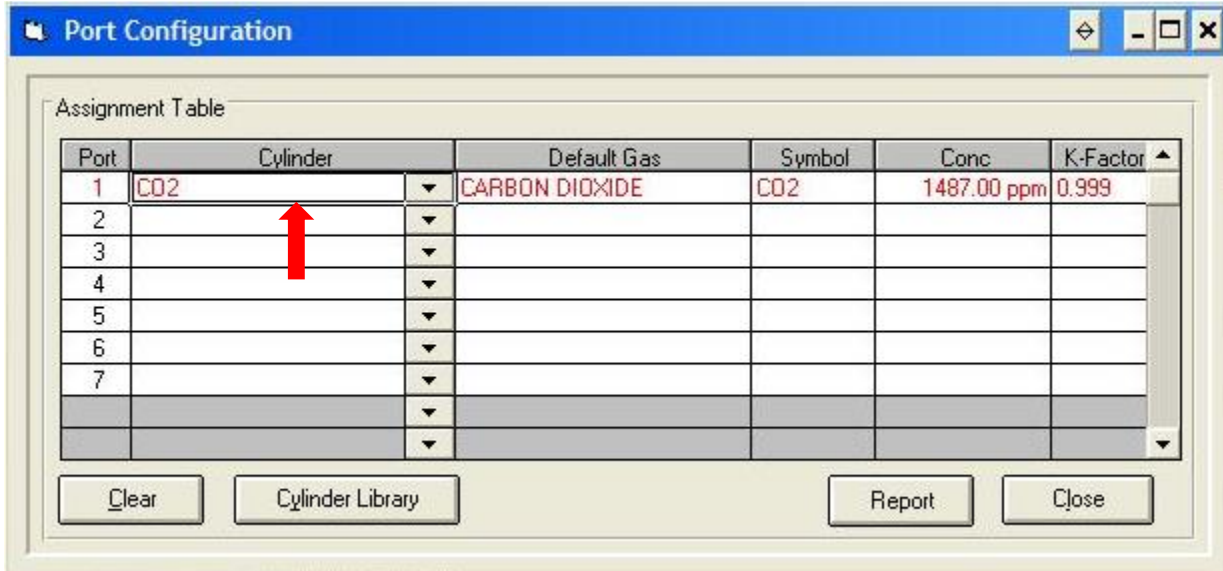 Port Configuration
Assignment Table
Port Cylinder Default Gas Symbol Conc K-Factor
1 CO2 CARBON DIOXIDE CO2 1487.00 ppm 0.999
2
3
4
5
6
7
Clear Cylinder Library Report Close